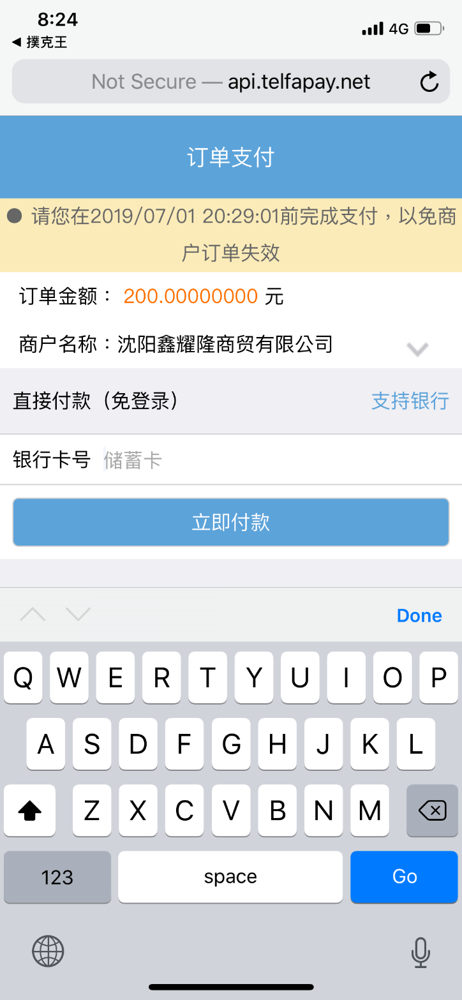 8:24
4G
◀ 撲克王
Not Secure — api.telfapay.net
订单支付
● 请您在2019/07/01 20:29:01前完成支付，以免商
户订单失效
订单金额： 200.00000000 元
商户名称：沈阳鑫耀隆商贸有限公司
直接付款（免登录） 支持银行
银行卡号 储蓄卡
立即付款
Done
Q W E R T Y U I O P
A S D F G H J K L
Z X C V B N M
123 space Go